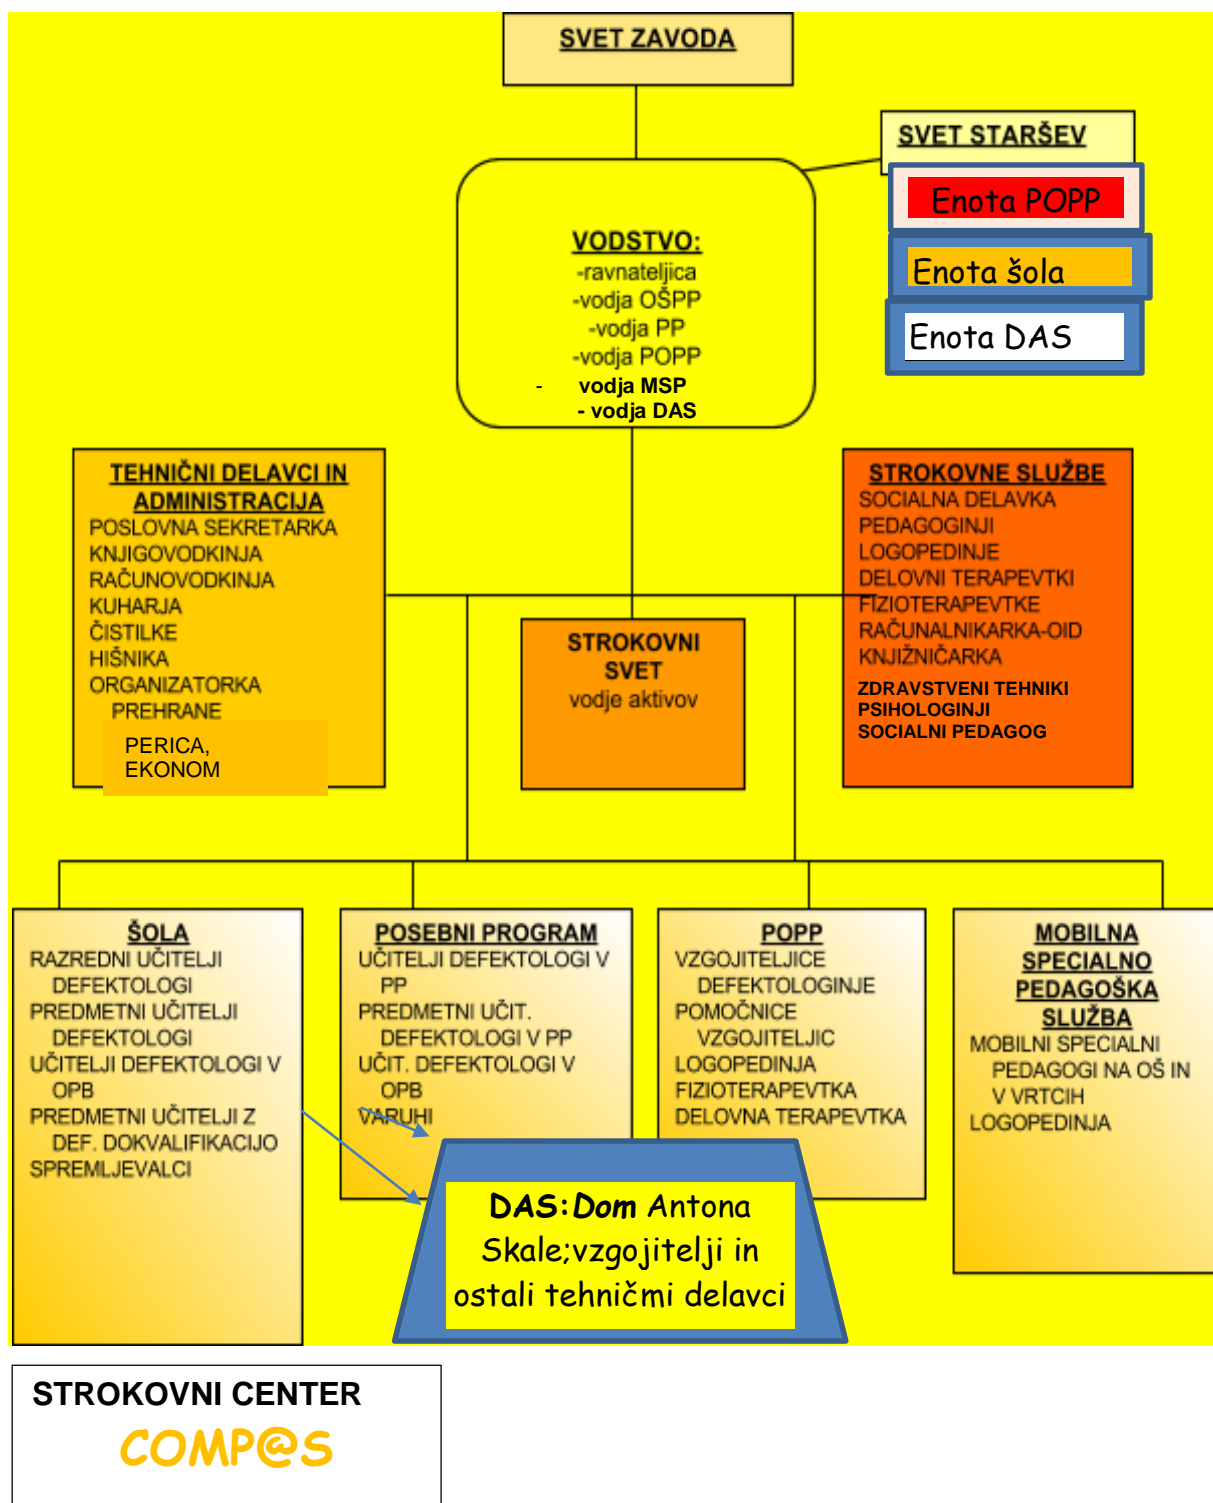 SVET ZAVODA
SVET STARŠEV
Enota POPP
Enota šola
Enota DAS
VODSTVO:
-ravnateljica
-vodja OŠPP
-vodja PP
-vodja POPP
- vodja MSP
- vodja DAS
TEHNIČNI DELAVCI IN
ADMINISTRACIJA
POSLOVNA SEKRETARKA
KNJIGOVODKINJA
RAČUNOVODKINJA
KUHARJA
ČISTILKE
HIŠNIKA
ORGANIZATORKA
PREHRANE
PERICA,
EKONOM
STROKOVNI
SVET
vodje aktivov
STROKOVNE SLUŽBE
SOCIALNA DELAVKA
PEDAGOGINJI
LOGOPEDINJE
DELOVNI TERAPEVTKI
FIZIOTERAPEVTKE
RAČUNALNIKARKA-OID
KNJIŽNIČARKA
ZDRAVSTVENI TEHNIKI
PSIHOLOGINJI
SOCIALNI PEDAGOG
ŠOLA
RAZREDNI UČITELJI
DEFEKTOLOGI
PREDMETNI UČITELJI
DEFEKTOLOGI
UČITELJI DEFEKTOLOGI V
OPB
PREDMETNI UČITELJI Z
DEF. DOKVALIFIKACIJO
SPREMLJEVALCI
POSEBNI PROGRAM
UČITELJI DEFEKTOLOGI V
PP
PREDMETNI UČIT.
DEFEKTOLOGI V PP
UČIT. DEFEKTOLOGI V
OPB
VARUHI
POPP
VZGOJITELJICE
DEFEKTOLOGINJE
POMOČNICE
VZGOJITELJIC
LOGOPEDINJA
FIZIOTERAPEVTKA
DELOVNA TERAPEVTKA
MOBILNA
SPECIALNO
PEDAGOŠKA
SLUŽBA
MOBILNI SPECIALNI
PEDAGOGI NA OŠ IN
V VRTCIH
LOGOPEDINJA
DAS:Dom Antona
Skale;vzgojitelji in
ostali tehničmi delavci
STROKOVNI CENTER
COMP@S